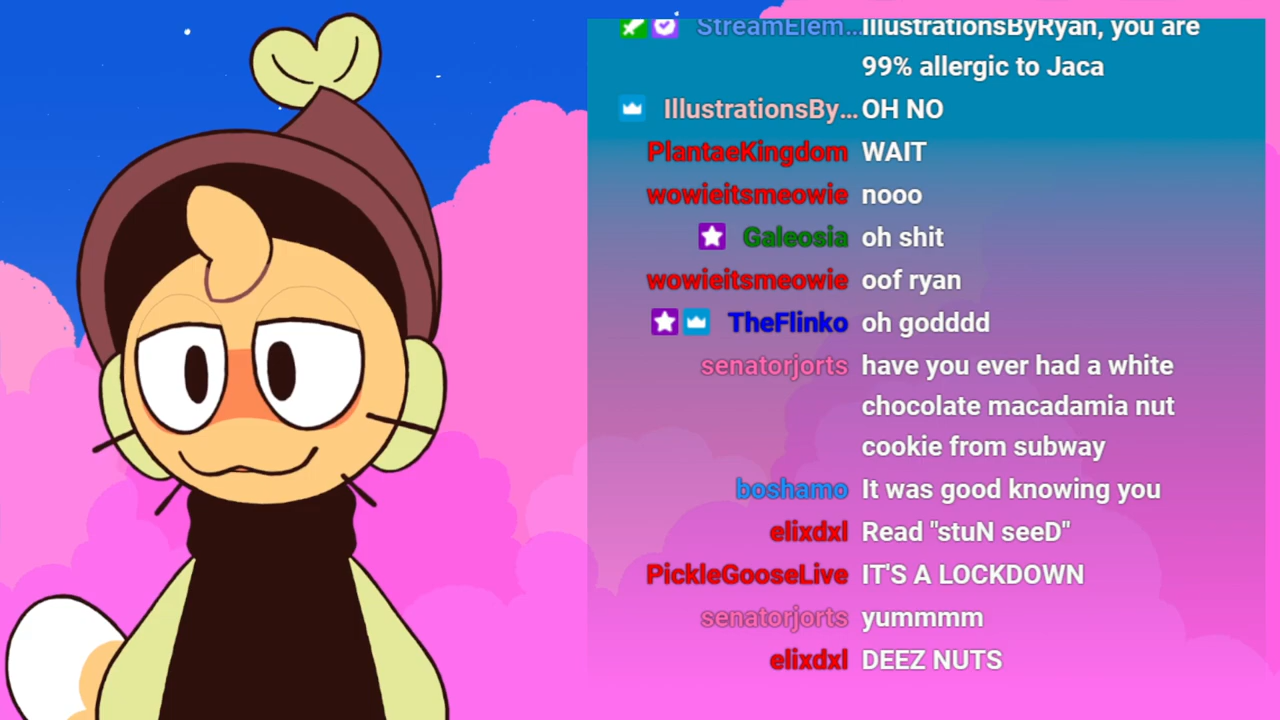 StreamElem... IllustrationsByRyan, you are
99% allergic to Jaca
IllustrationsBy... OH NO
PlantaeKingdom WAIT
wowieitsmeowie nooo
Galeosia oh shit
wowieitsmeowie oof ryan
TheFlinko oh godddd
senatorjorts have you ever had a white
chocolate macadamia nut
cookie from subway
boshamo It was good knowing you
elixdxl Read "stuN seeD"
PickleGooseLive IT'S A LOCKDOWN
senatorjorts yummmm
elixdxl DEEZ NUTS